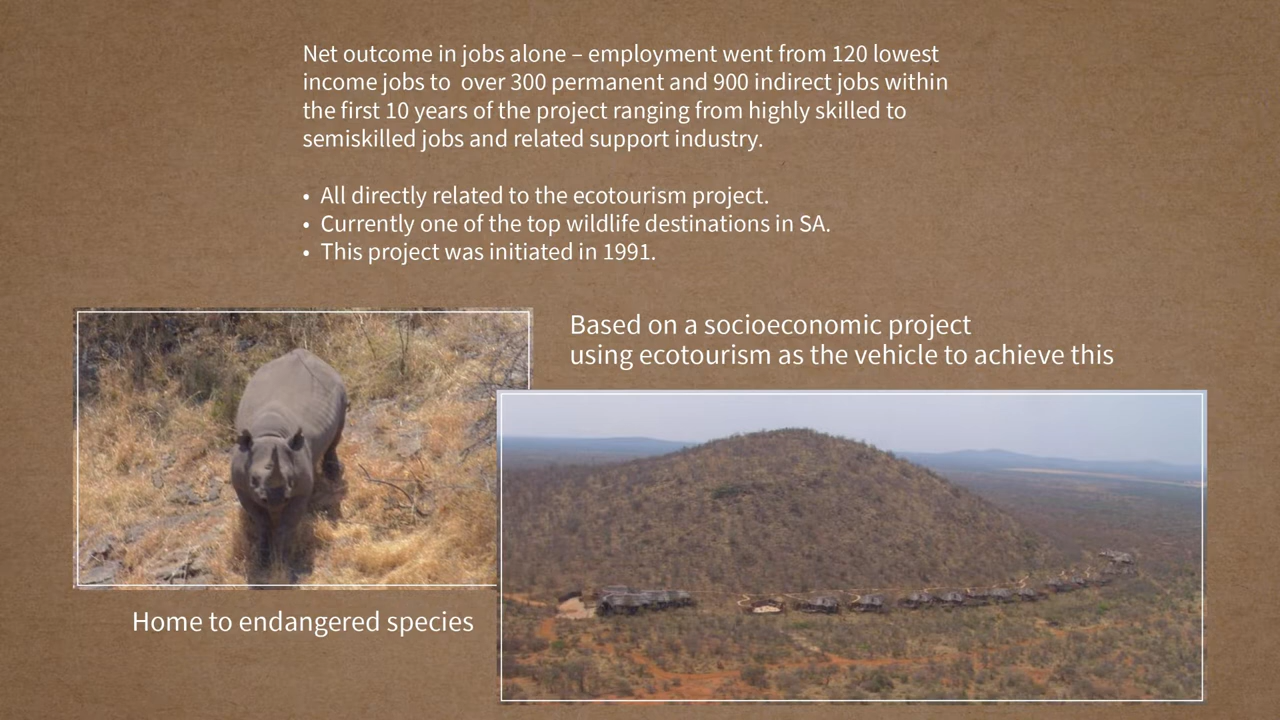 Net outcome in jobs alone – employment went from 120 lowest
income jobs to  over 300 permanent and 900 indirect jobs within
the first 10 years of the project ranging from highly skilled to
semiskilled jobs and related support industry.
• All directly related to the ecotourism project.
• Currently one of the top wildlife destinations in SA.
• This project was initiated in 1991.
Based on a socioeconomic project
using ecotourism as the vehicle to achieve this
Home to endangered species